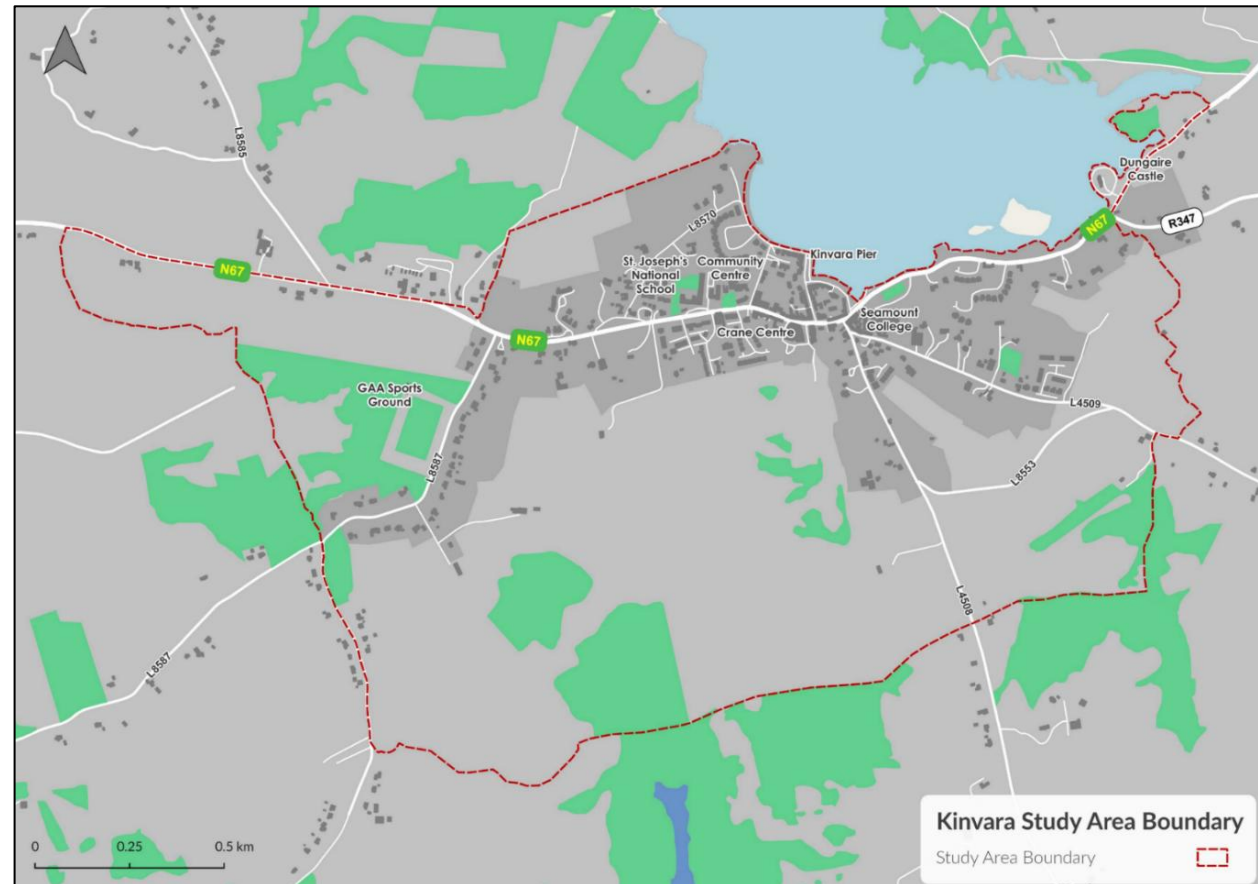 L8585
Dungaire
Castle
N67
R347
L8570
St. Joseph's
National
School
Community
Centre
Kinvara Pier
N67
N67
Crane Centre
Seamount
College
GAA Sports
Ground
L4509
L8587
L8553
L4508
L8587
0
0.25
0.5 km
Kinvara Study Area Boundary
Study Area Boundary